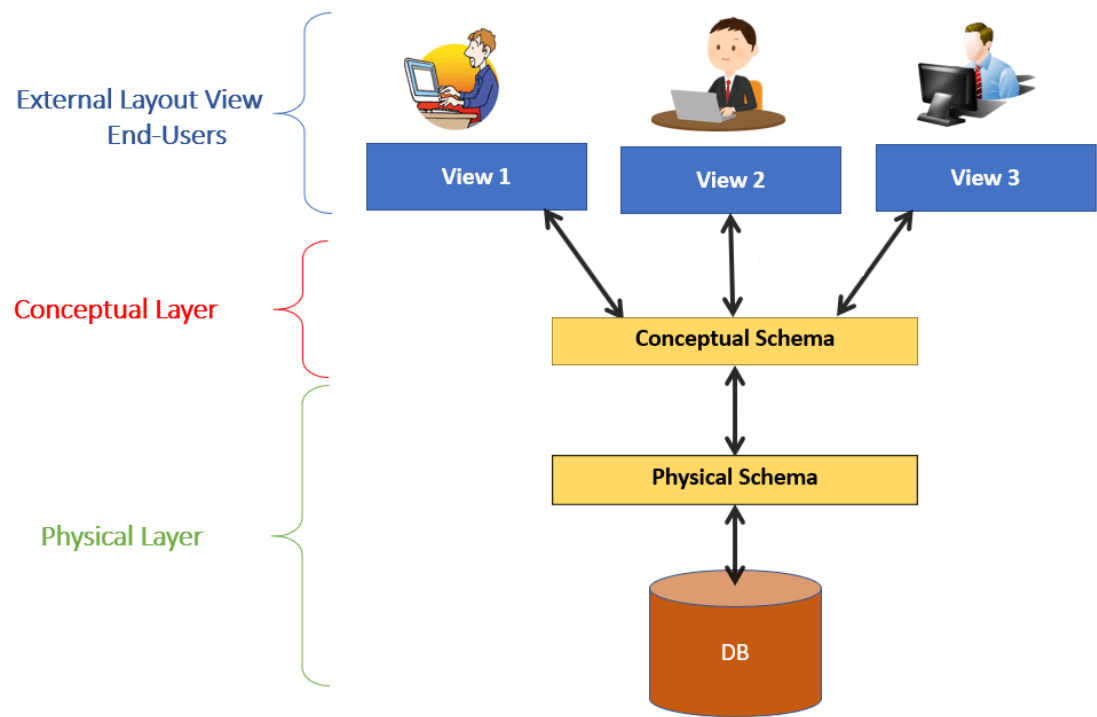 External Layout View
End-Users
View 1
View 2
View 3
Conceptual Layer
Conceptual Schema
Physical Schema
Physical Layer
DB